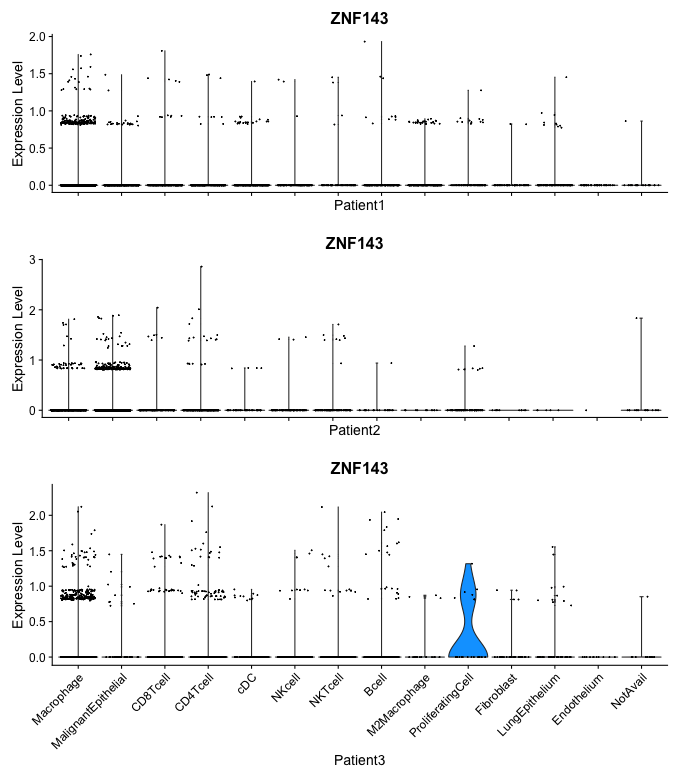 ZNF143
Expression Level
2.0
1.5
1.0
0.5
0.0
Patient1
ZNF143
Expression Level
3
2
1
0
Patient2
ZNF143
Expression Level
2.0
1.5
1.0
0.5
0.0
Macrophage
MalignantEpithelial
CD8Tcell
CD4Tcell
cDC
NKcell
NKTcell
Bcell
M2Macrophage
ProliferatingCell
Fibroblast
LungEpithelium
Endothelium
NotAvail
Patient3